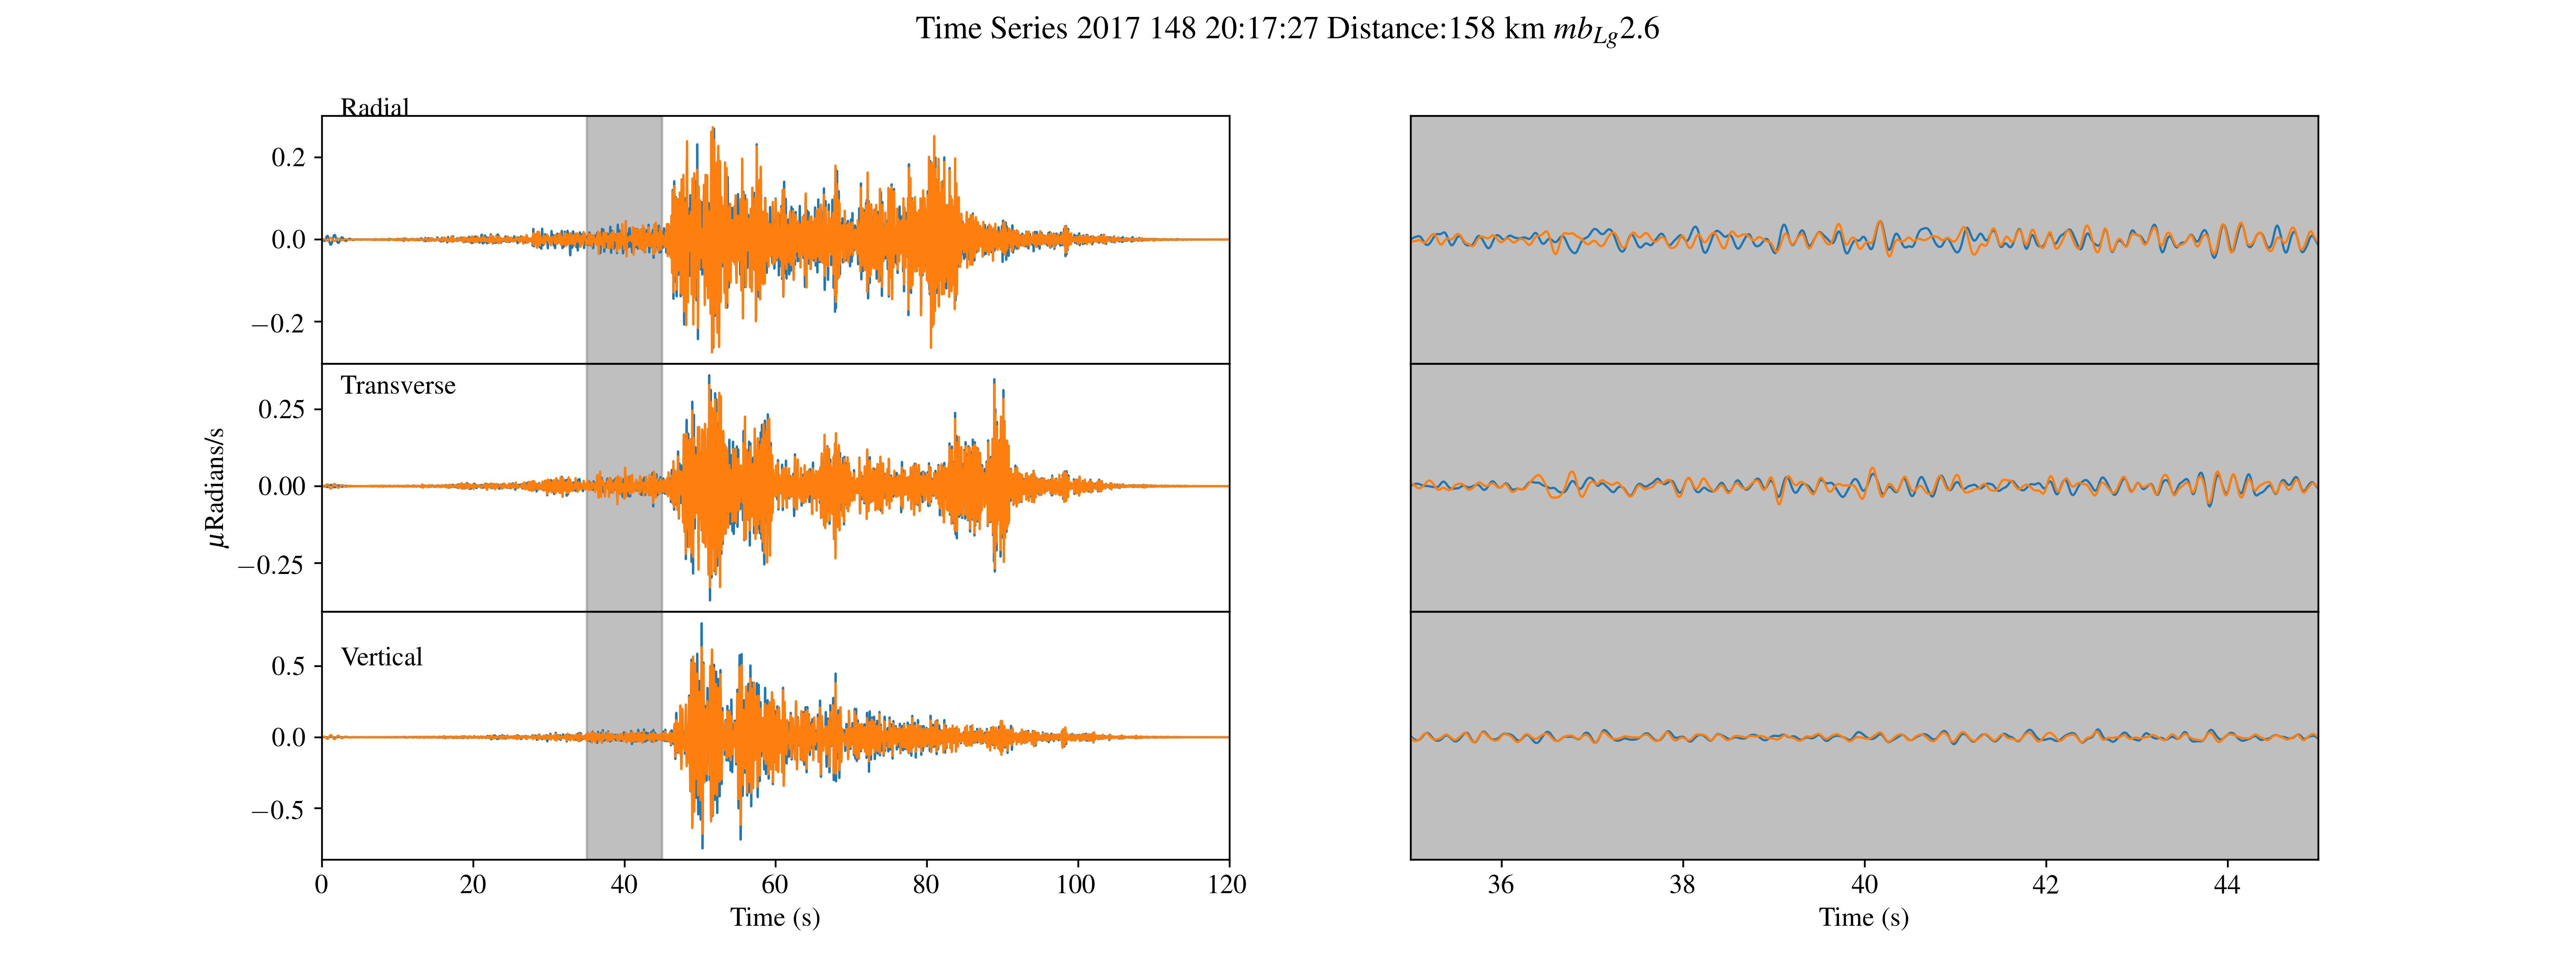 Time Series 2017 148 20:17:27 Distance:158 km mb_Lg2.6
Radial
0.2
0.0
−0.2
Transverse
0.25
0.00
−0.25
μRadians/s
Vertical
0.5
0.0
−0.5
0 20 40 60 80 100 120
Time (s)
36 38 40 42 44
Time (s)